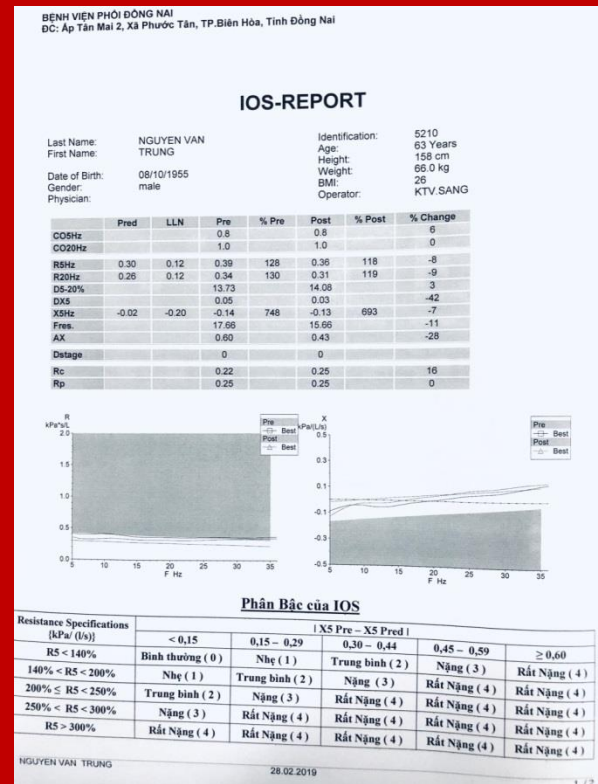 BỆNH VIỆN PHỔI ĐỒNG NAI
ĐC: Ấp Tân Mai 2, Xã Phước Tân, TP.Biên Hòa, Tỉnh Đồng Nai
IOS-REPORT
Last Name: NGUYEN VAN Identification: 5210
First Name: TRUNG Age: 63 Years
Height: 158 cm
Date of Birth: 08/10/1955 Weight: 66.0 kg
Gender: male BMI: 26
Physician: Operator: KTV.SANG
Pred LLN Pre % Pre Post % Post % Change
CO5Hz 0.8 0.8 6
CO20Hz 1.0 1.0 0
R5Hz 0.30 0.12 0.39 128 0.36 118 -8
R20Hz 0.26 0.12 0.34 130 0.31 119 -9
D5-20% 13.73 14.08 3
DX5 0.05 0.03 -42
X5Hz -0.02 -0.20 -0.14 748 -0.13 693 -7
Fres. 17.66 15.66 -11
AX 0.60 0.43 -28
Dstage 0 0
Rc 0.22 0.25 16
Rp 0.25 0.25 0
R
kPa*s/L
2.0
1.5
1.0
0.5
0.0
5 10 15 20 25 30 35
F Hz
Pre
Best
Post
Best
X
kPa/(L/s)
0.5
0.3
0.1
-0.1
-0.3
-0.5
5 10 15 20 25 30 35
F Hz
Pre
Best
Post
Best
Phân Bậc của IOS
Resistance Specifications {kPa/ (l/s)} | X5 Pre – X5 Pred |
< 0,15 0,15 – 0,29 0,30 – 0,44 0,45 – 0,59 ≥ 0,60
R5 < 140% Bình thường ( 0 ) Nhẹ ( 1 ) Trung bình ( 2 ) Nặng ( 3 ) Rất Nặng ( 4 )
140% < R5 < 200% Nhẹ ( 1 ) Trung bình ( 2 ) Nặng ( 3 ) Rất Nặng ( 4 ) Rất Nặng ( 4 )
200% ≤ R5 < 250% Trung bình ( 2 ) Nặng ( 3 ) Rất Nặng ( 4 ) Rất Nặng ( 4 ) Rất Nặng ( 4 )
250% < R5 < 300% Nặng ( 3 ) Rất Nặng ( 4 ) Rất Nặng ( 4 ) Rất Nặng ( 4 ) Rất Nặng ( 4 )
R5 > 300% Rất Nặng ( 4 ) Rất Nặng ( 4 ) Rất Nặng ( 4 ) Rất Nặng ( 4 ) Rất Nặng ( 4 )
NGUYEN VAN TRUNG
28.02.2019